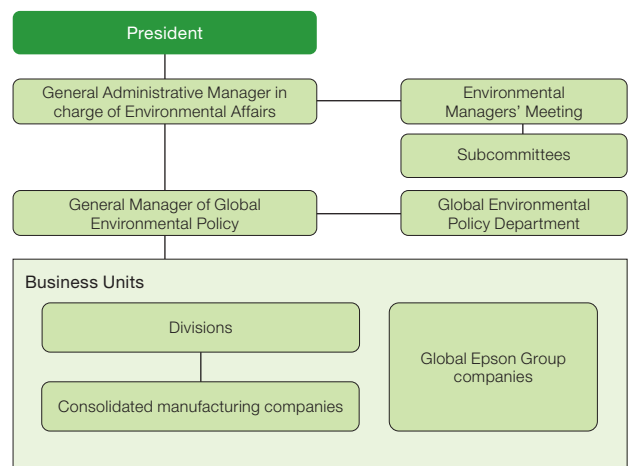 President
General Administrative Manager in
charge of Environmental Affairs
Environmental
Managers’ Meeting
Subcommittees
General Manager of Global
Environmental Policy
Global Environmental
Policy Department
Business Units
Divisions
Consolidated manufacturing companies
Global Epson Group
companies